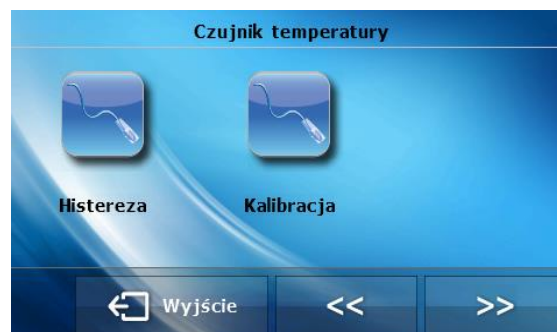 Czujnik temperatury
Histereza Kalibracja
Wyjście << >>